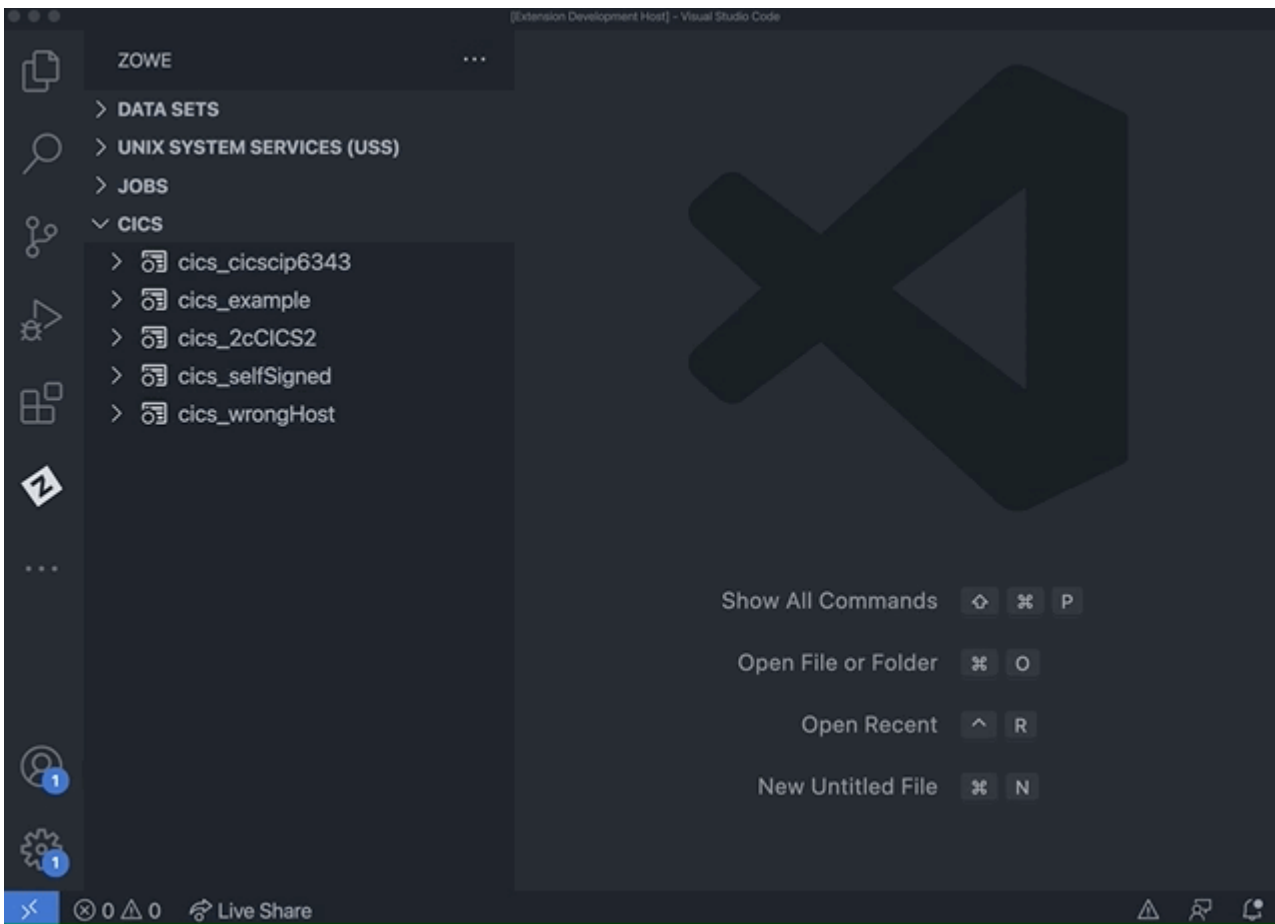 [Extension Development Host] - Visual Studio Code
ZOWE
DATA SETS
UNIX SYSTEM SERVICES (USS)
JOBS
CICS
cics_cicscip6343
cics_example
cics_2cCICS2
cics_selfSigned
cics_wrongHost
Show All Commands ⇧ ⌘ P
Open File or Folder ⌘ O
Open Recent ^ R
New Untitled File ⌘ N
1
1
0 0 Live Share